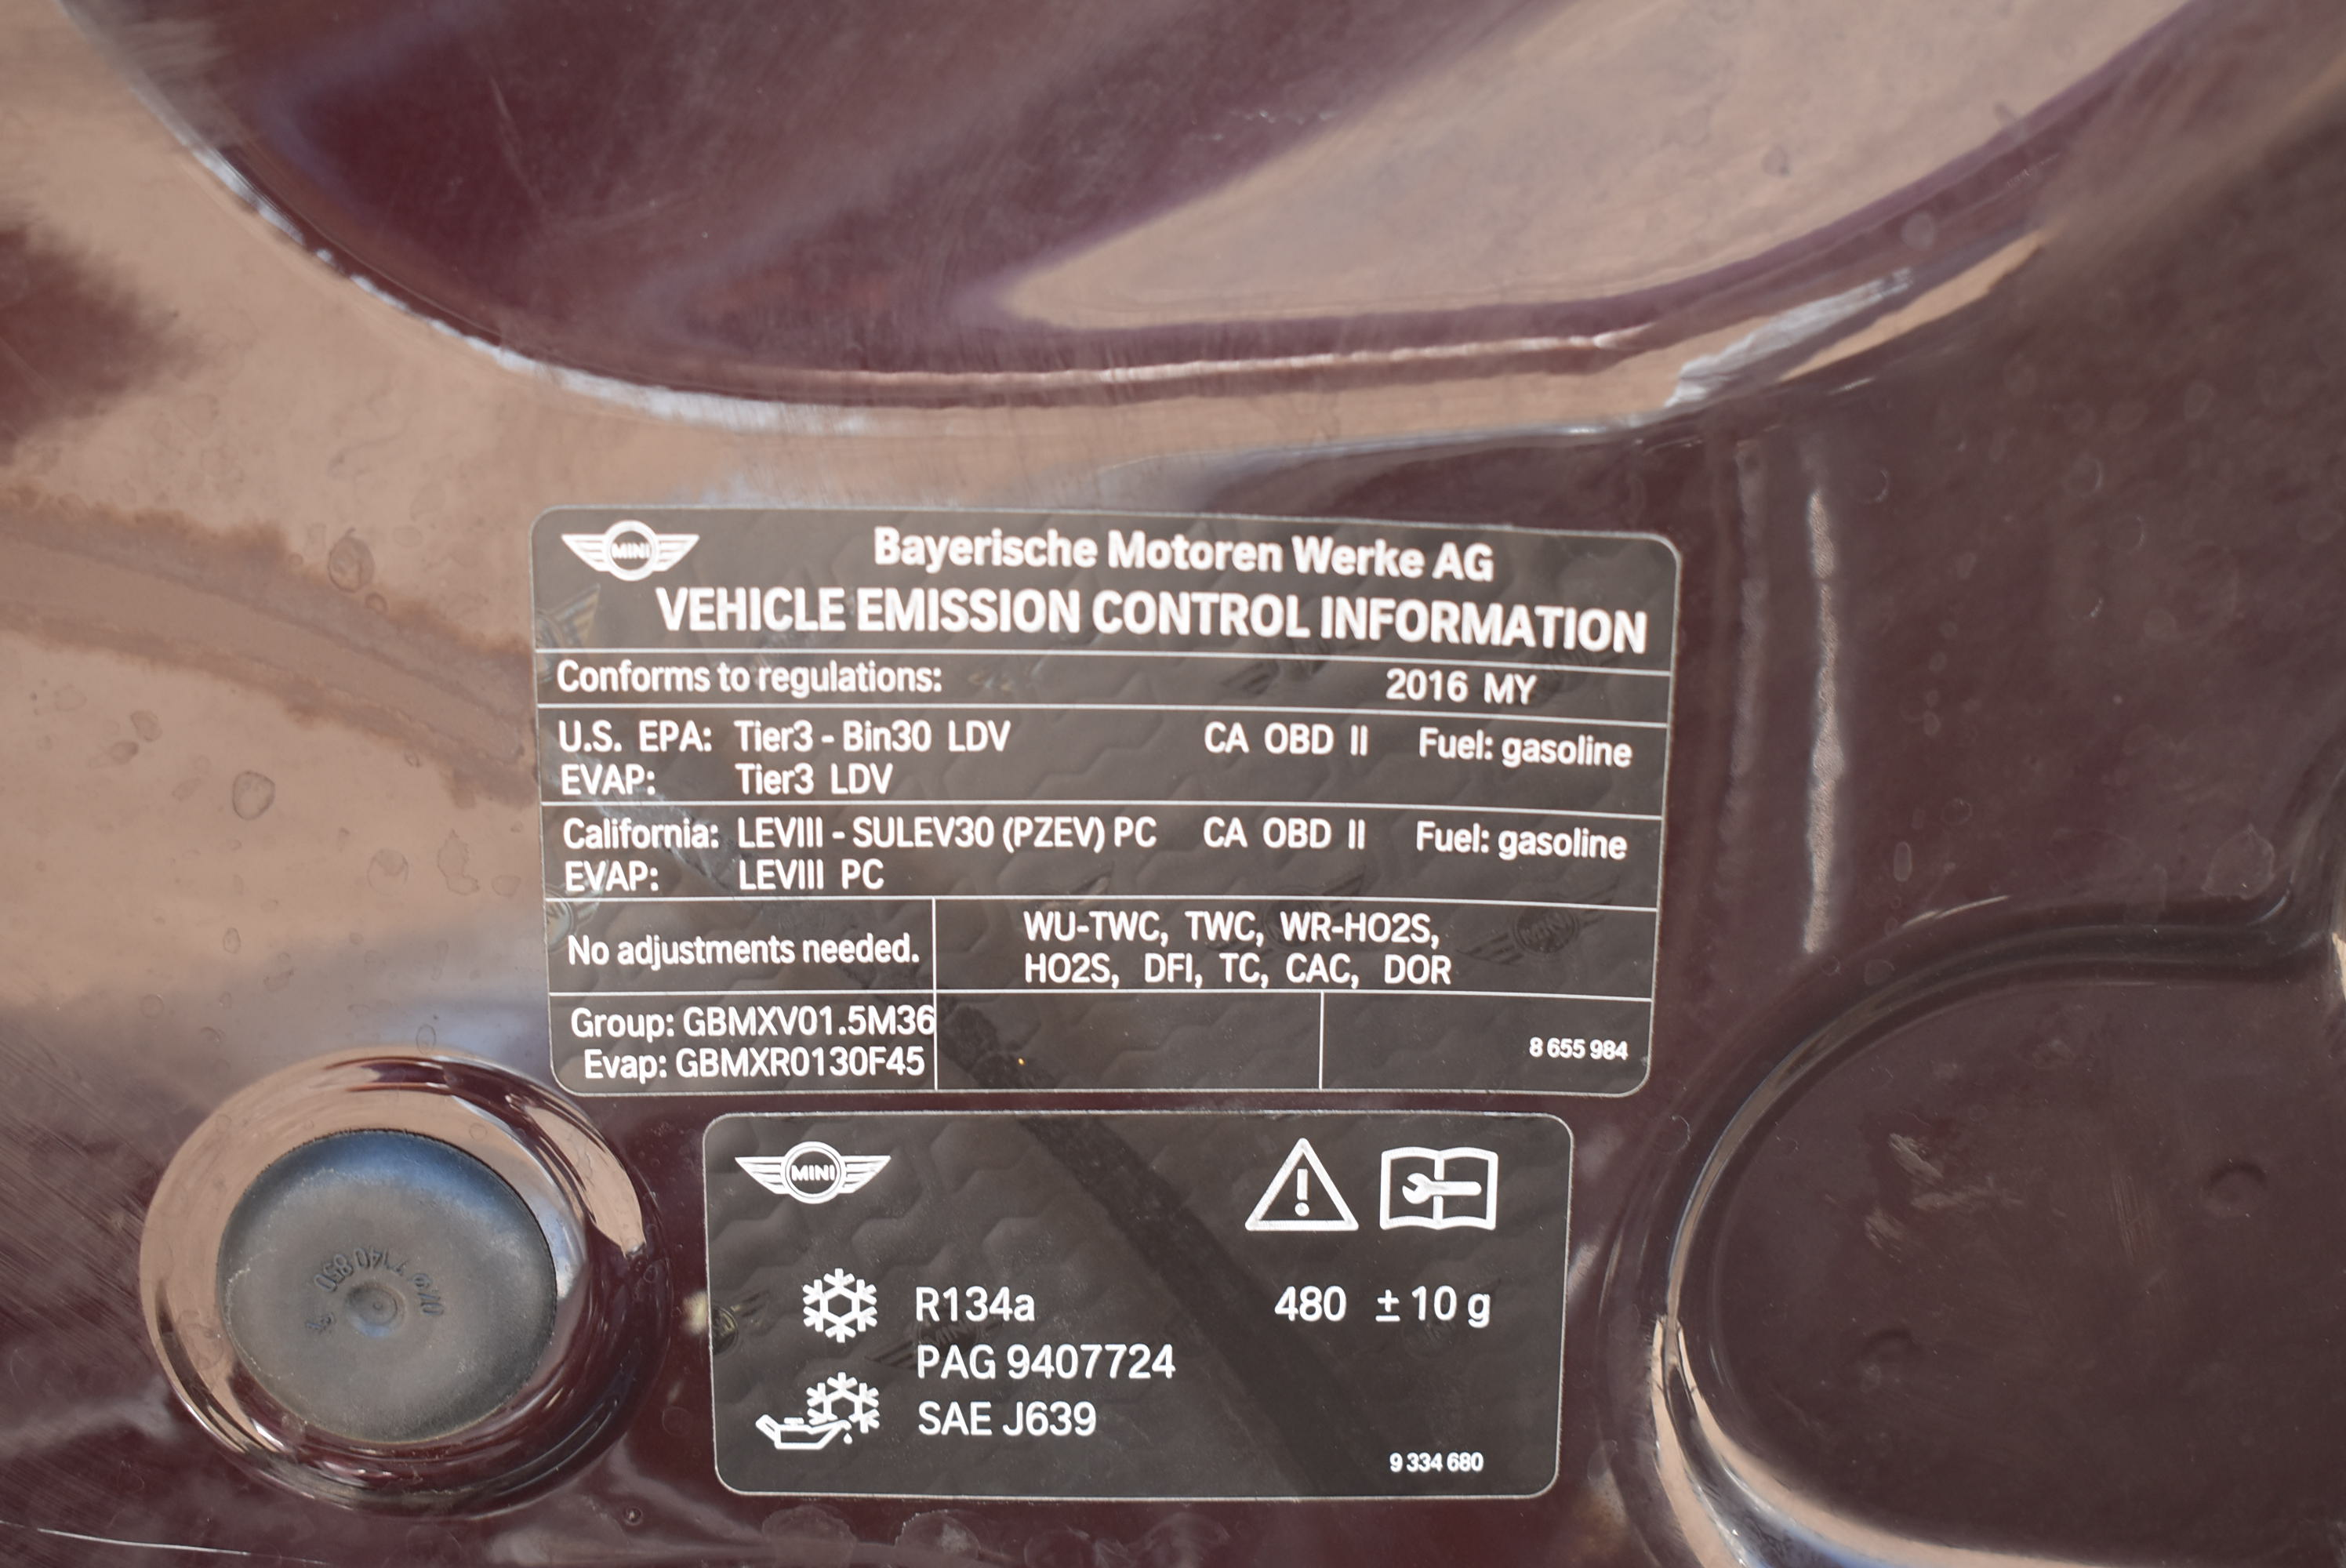 MINI
Bayerische Motoren Werke AG
VEHICLE EMISSION CONTROL INFORMATION
Conforms to regulations: 2016 MY
U.S. EPA: Tier3 - Bin30 LDV CA OBD II Fuel: gasoline
EVAP: Tier3 LDV
California: LEVIII - SULEV30 (PZEV) PC CA OBD II Fuel: gasoline
EVAP: LEVIII PC
No adjustments needed.
WU-TWC, TWC, WR-HO2S,
HO2S, DFI, TC, CAC, DOR
Group: GBMXV01.5M36
Evap: GBMXR0130F45
8 655 984
MINI
R134a 480 ± 10 g
PAG 9407724
SAE J639
9 334 680